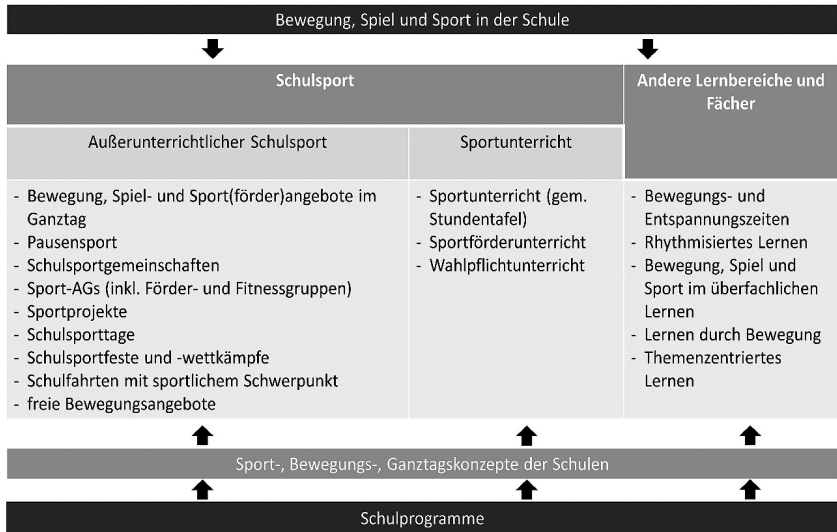 Bewegung, Spiel und Sport in der Schule
Schulsport
Andere Lernbereiche und
Fächer
Außerunterrichtlicher Schulsport
Sportunterricht
- Bewegung, Spiel- und Sport(förder)angebote im
Ganztag
- Pausensport
- Schulsportgemeinschaften
- Sport-AGs (inkl. Förder- und Fitnessgruppen)
- Sportprojekte
- Schulsporttage
- Schulsportfeste und -wettkämpfe
- Schulfahrten mit sportlichem Schwerpunkt
- freie Bewegungsangebote
- Sportunterricht (gem.
Stundentafel)
- Sportförderunterricht
- Wahlpflichtunterricht
- Bewegungs- und
Entspannungszeiten
- Rhythmisiertes Lernen
- Bewegung, Spiel und
Sport im überfachlichen
Lernen
- Lernen durch Bewegung
- Themenzentriertes
Lernen
Sport-, Bewegungs-, Ganztagskonzepte der Schulen
Schulprogramme